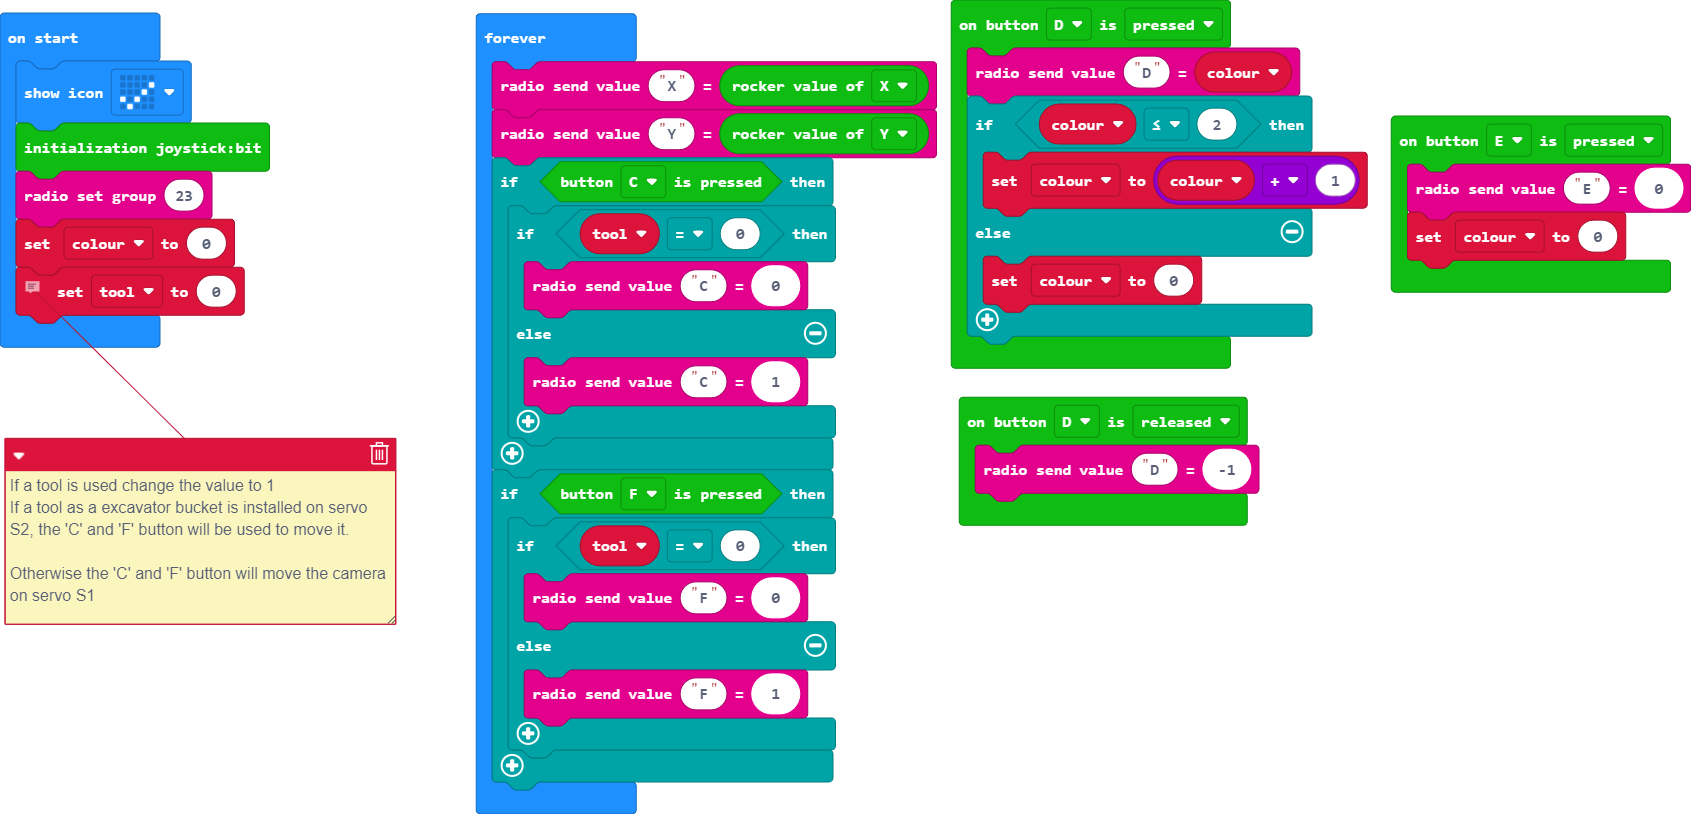 on start
show icon
initialization joystick:bit
radio set group 23
set colour to 0
set tool to 0
If a tool is used change the value to 1
If a tool as a excavator bucket is installed on servo
S2, the 'C' and 'F' button will be used to move it.
Otherwise the 'C' and 'F' button will move the camera
on servo S1
forever
radio send value "X" = rocker value of X
radio send value "Y" = rocker value of Y
if button C is pressed then
if tool = 0 then
radio send value "C" = 0
else
radio send value "C" = 1
if button F is pressed then
if tool = 0 then
radio send value "F" = 0
else
radio send value "F" = 1
on button D is pressed
radio send value "D" = colour
if colour ≤ 2 then
set colour to colour + 1
else
set colour to 0
on button D is released
radio send value "D" = -1
on button E is pressed
radio send value "E" = 0
set colour to 0